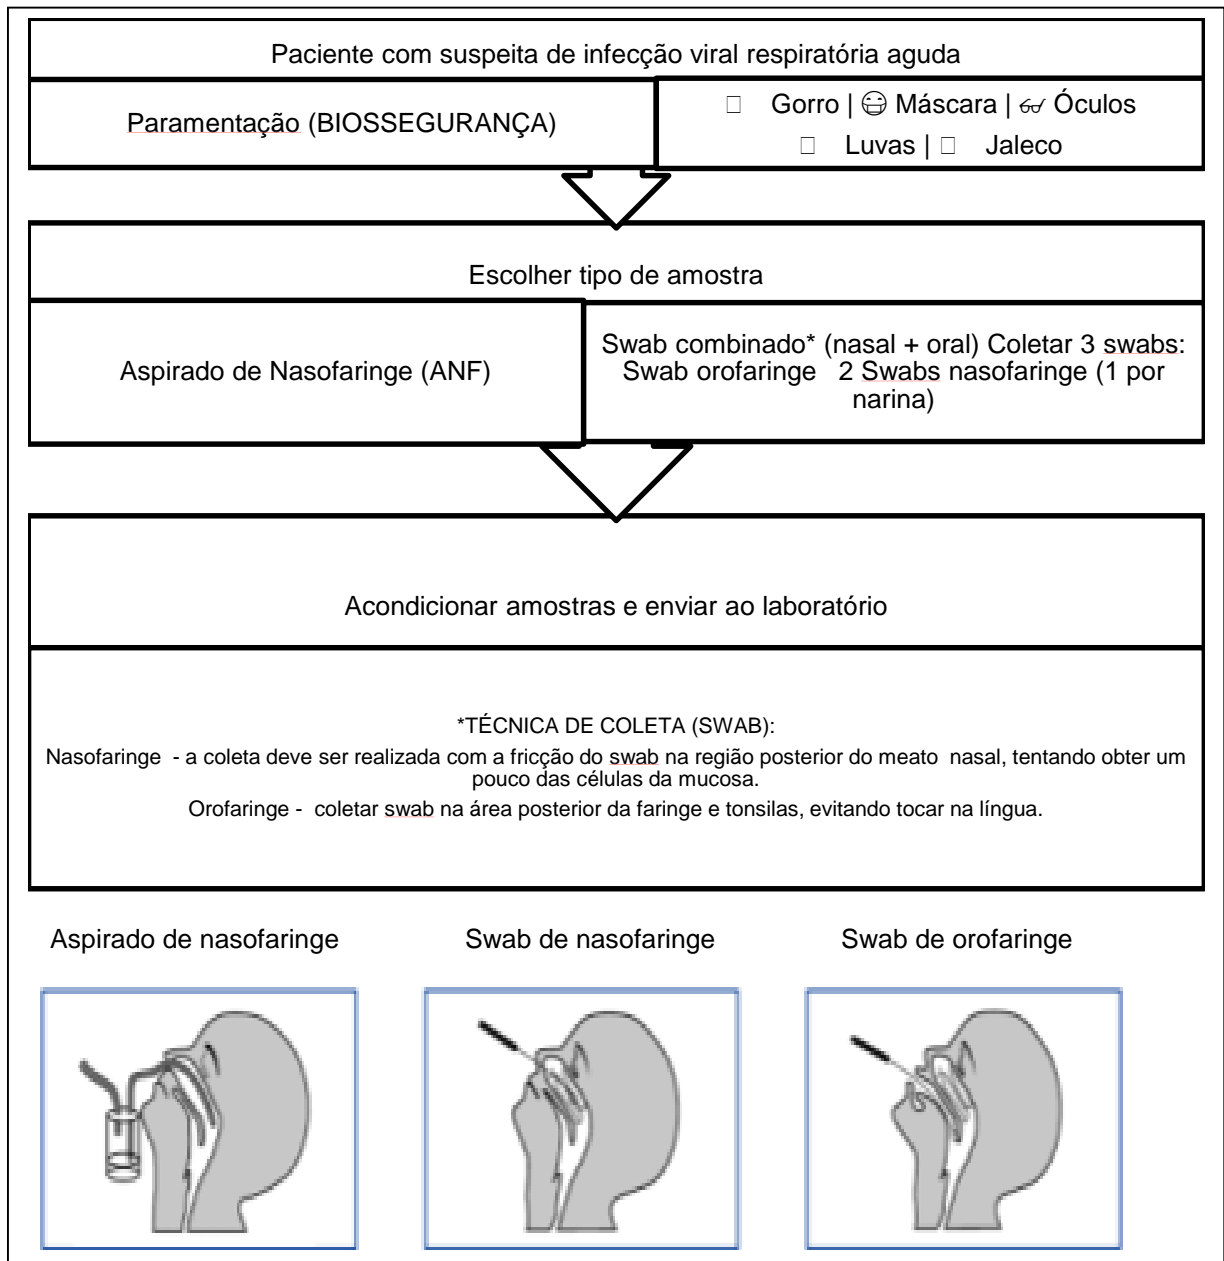 Paciente com suspeita de infecção viral respiratória aguda
Paramentação (BIOSSEGURANÇA)
□ Gorro | 😷 Máscara | 👓 Óculos
□ Luvas | □ Jaleco
Escolher tipo de amostra
Aspirado de Nasofaringe (ANF)
Swab combinado* (nasal + oral) Coletar 3 swabs:
Swab orofaringe 2 Swabs nasofaringe (1 por
narina)
Acondicionar amostras e enviar ao laboratório
*TÉCNICA DE COLETA (SWAB):
Nasofaringe - a coleta deve ser realizada com a fricção do swab na região posterior do meato nasal, tentando obter um
pouco das células da mucosa.
Orofaringe - coletar swab na área posterior da faringe e tonsilas, evitando tocar na língua.
Aspirado de nasofaringe
Swab de nasofaringe
Swab de orofaringe